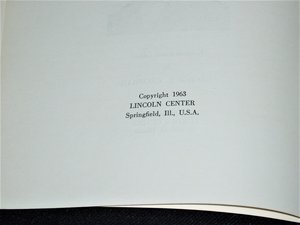 Copyright 1963
LINCOLN CENTER
Springfield, Ill., U.S.A.